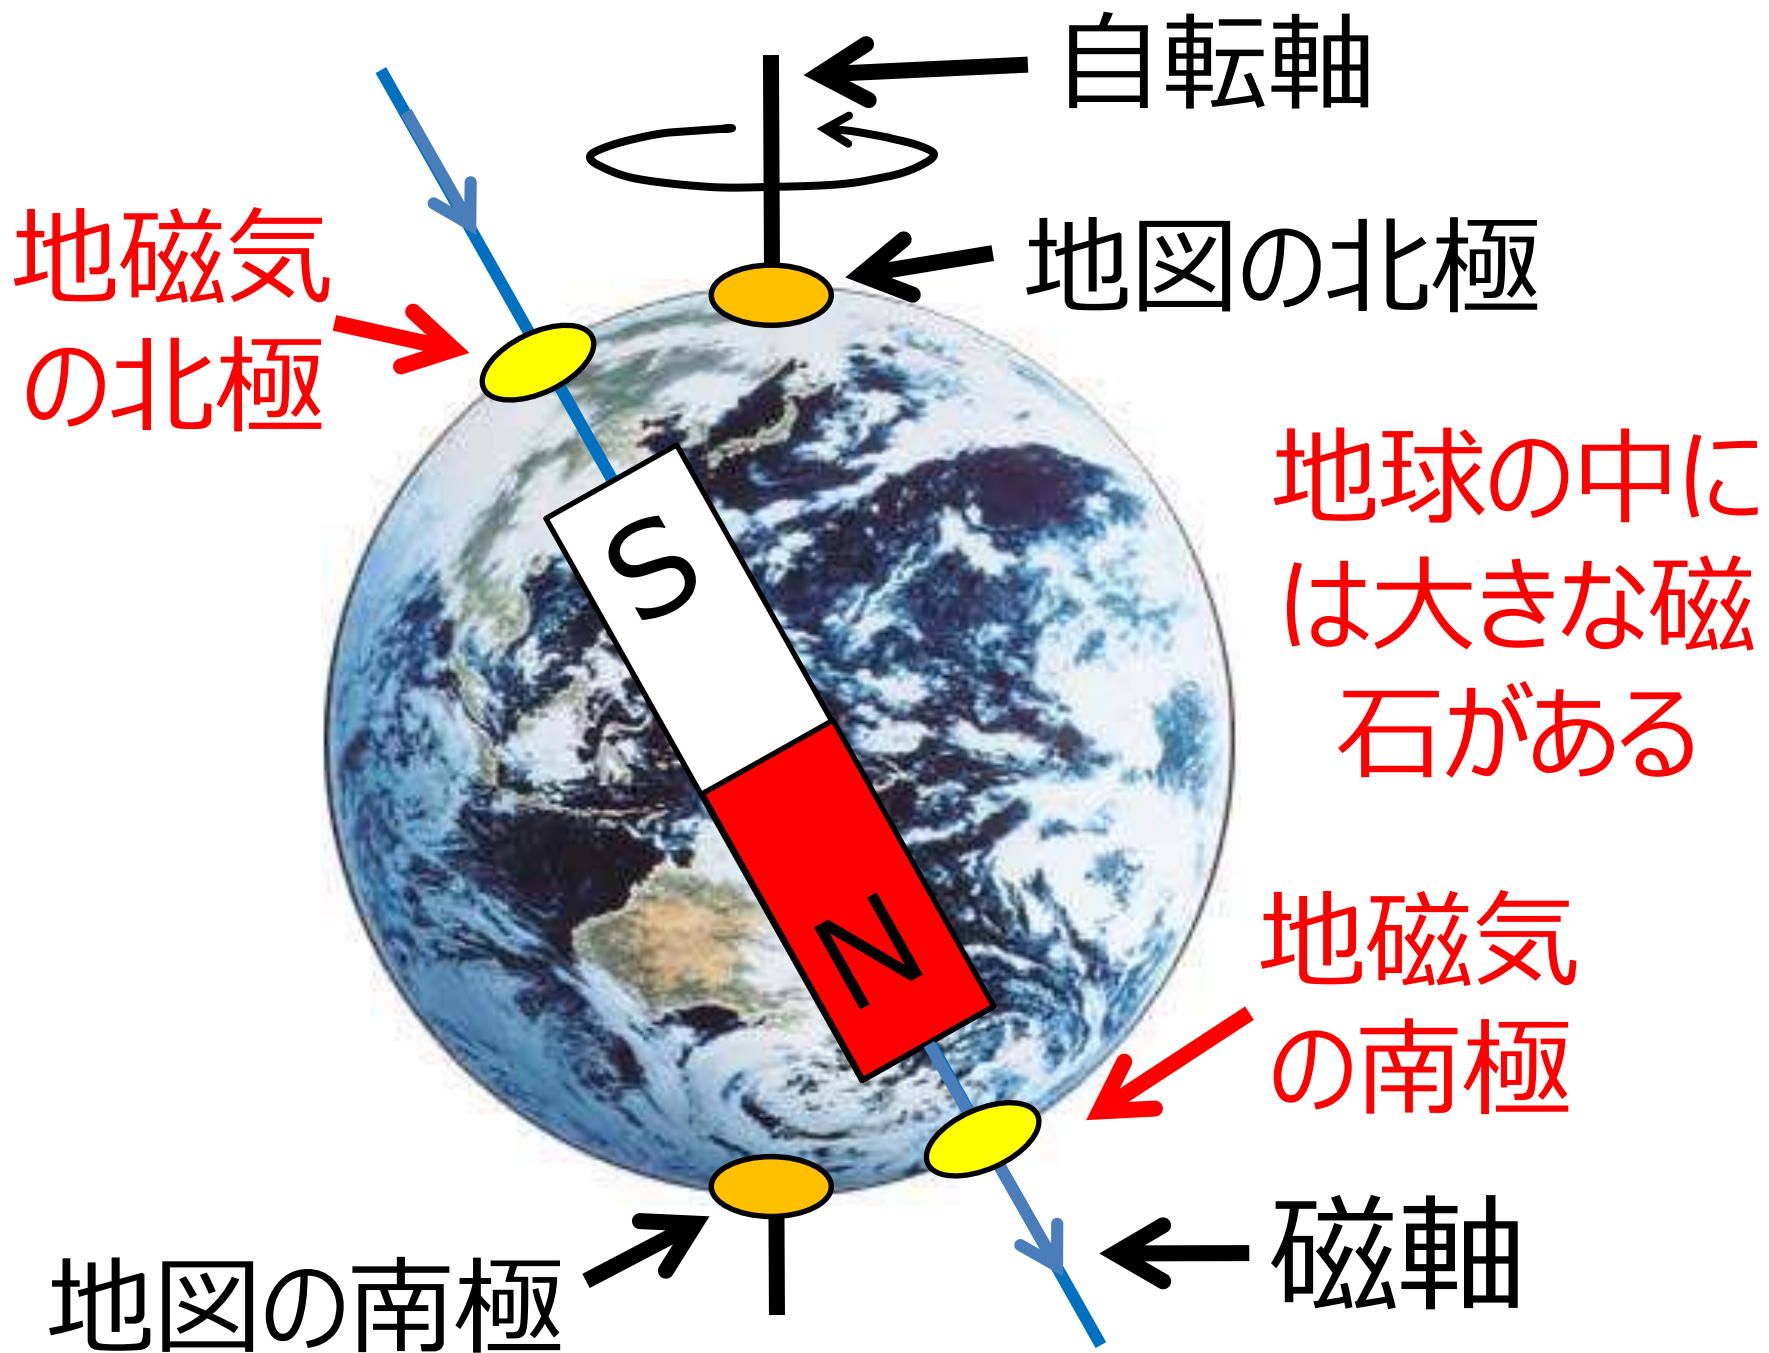 自転軸
地図の北極
地磁気
の北極
地球の中に
は大きな磁
石がある
S
N
地磁気
の南極
磁軸
地図の南極